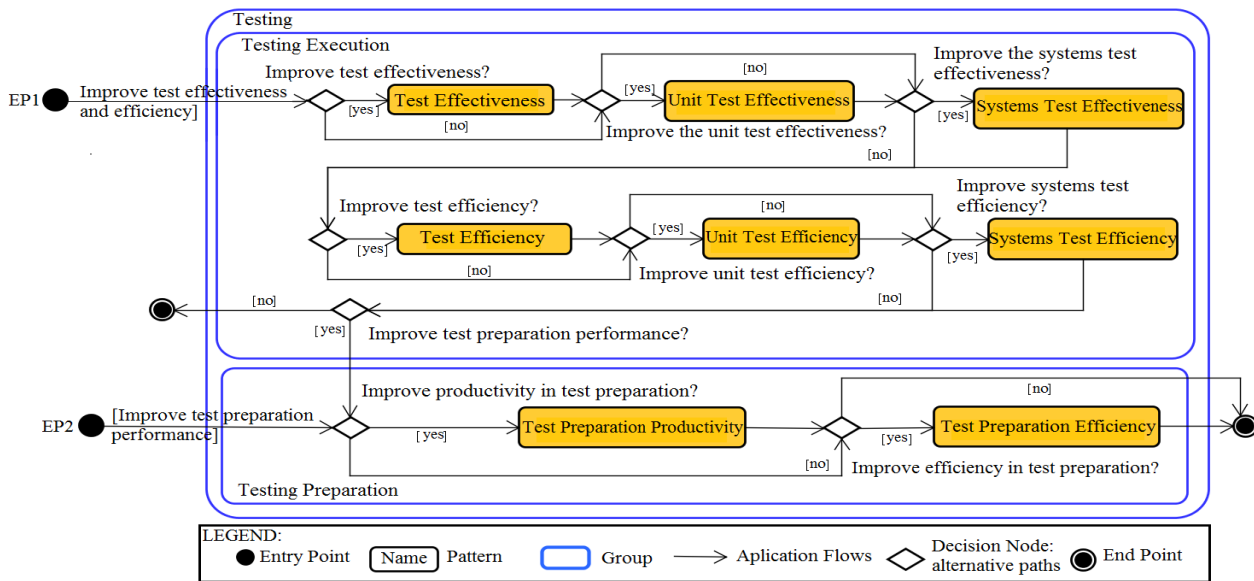 Testing
Testing Execution
Improve test effectiveness?
[no]
Improve the systems test
effectiveness?
EP1
Improve test effectiveness
and efficiency]
[yes]
Test Effectiveness
[yes]
Unit Test Effectiveness
[yes]
Systems Test Effectiveness
[no]
Improve the unit test effectiveness?
[no]
Improve test efficiency?
[no]
Improve systems test
efficiency?
[yes]
Test Efficiency
[yes]
Unit Test Efficiency
[yes]
Systems Test Efficiency
[no]
Improve unit test efficiency?
[no]
[no]
[yes]
Improve test preparation performance?
Improve productivity in test preparation?
[no]
EP2
[Improve test preparation
performance]
[yes]
Test Preparation Productivity
[yes]
Test Preparation Efficiency
[no]
Improve efficiency in test preparation?
Testing Preparation
LEGEND:
Entry Point
Name
Pattern
Group
Aplication Flows
Decision Node:
alternative paths
End Point